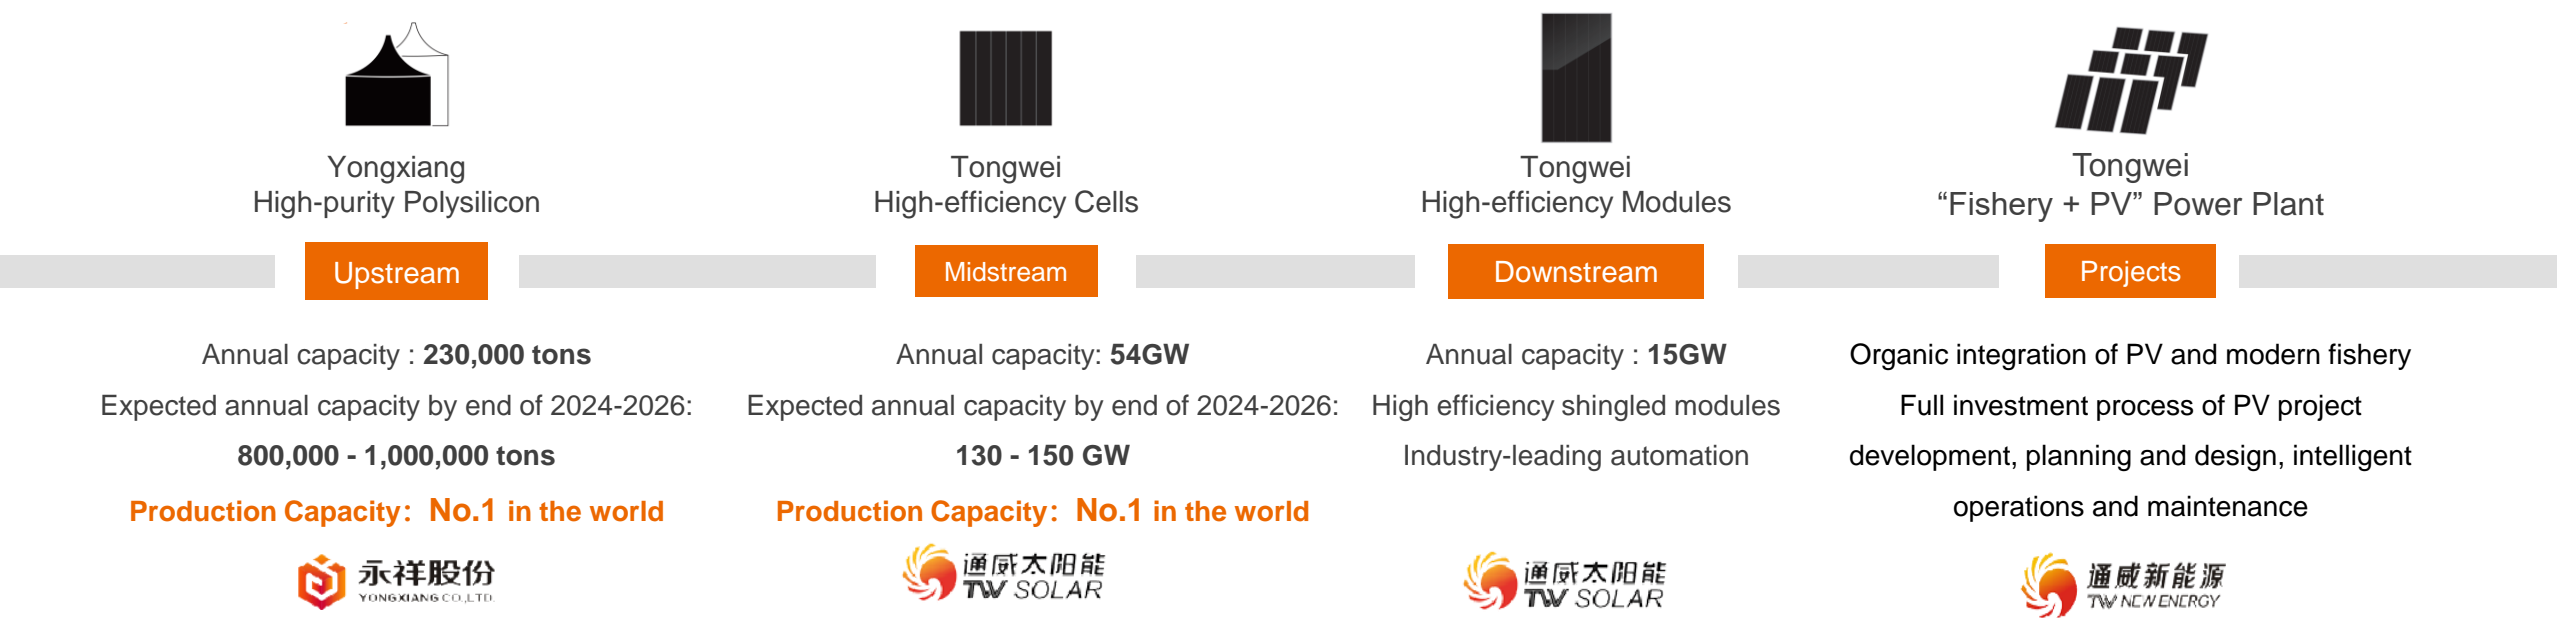 Yongxiang
High-purity Polysilicon
Upstream
Annual capacity : 230,000 tons
Expected annual capacity by end of 2024-2026:
800,000 - 1,000,000 tons
Production Capacity： No.1 in the world
永祥股份
YONGXIANG CO.,LTD.
Tongwei
High-efficiency Cells
Midstream
Annual capacity: 54GW
Expected annual capacity by end of 2024-2026:
130 - 150 GW
Production Capacity： No.1 in the world
通威太阳能
TW SOLAR
Tongwei
High-efficiency Modules
Downstream
Annual capacity : 15GW
High efficiency shingled modules
Industry-leading automation
通威太阳能
TW SOLAR
Tongwei
“Fishery + PV” Power Plant
Projects
Organic integration of PV and modern fishery
Full investment process of PV project
development, planning and design, intelligent
operations and maintenance
通威新能源
TW NEW ENERGY